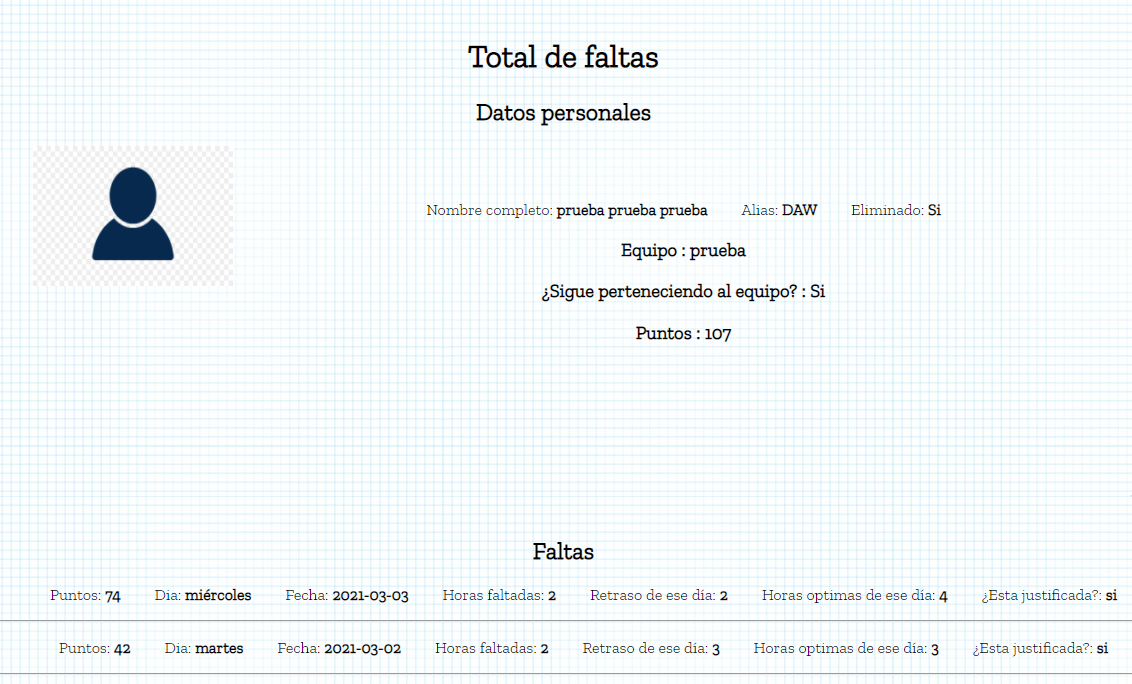 Total de faltas
Datos personales
Nombre completo: prueba prueba prueba Alias: DAW Eliminado: Si
Equipo : prueba
¿Sigue perteneciendo al equipo? : Si
Puntos : 107
Faltas
Puntos: 74 Dia: miércoles Fecha: 2021-03-03 Horas faltadas: 2 Retraso de ese día: 2 Horas optimas de ese día: 4 ¿Esta justificada?: si
Puntos: 42 Dia: martes Fecha: 2021-03-02 Horas faltadas: 2 Retraso de ese día: 3 Horas optimas de ese día: 3 ¿Esta justificada?: si